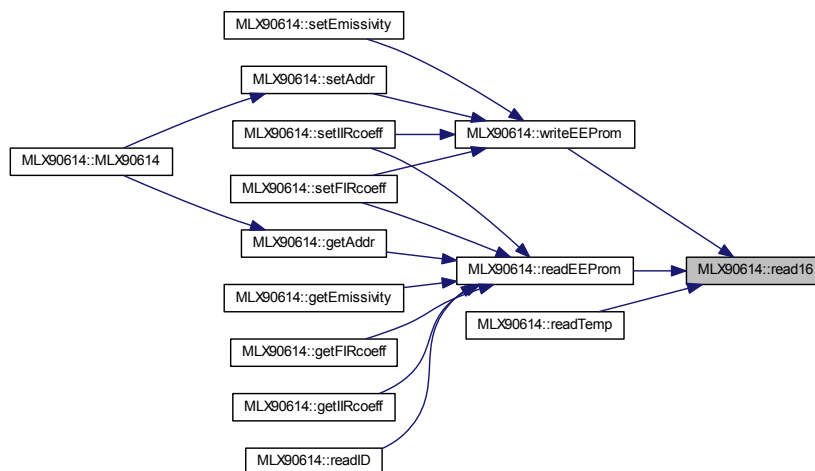 MLX90614::setEmissivity
MLX90614::setAddr
MLX90614::writeEEProm
MLX90614::setIIRcoeff
MLX90614::MLX90614
MLX90614::setFIRcoeff
MLX90614::getAddr
MLX90614::readEEProm
MLX90614::read16
MLX90614::getEmissivity
MLX90614::readTemp
MLX90614::getFIRcoeff
MLX90614::getIIRcoeff
MLX90614::readID